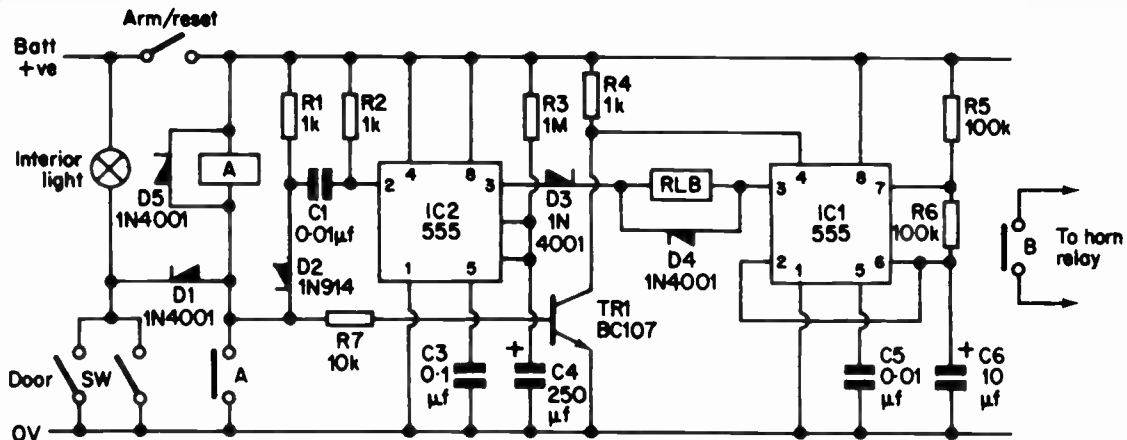 Arm/reset
Batt
+ve
R1
1k
R2
1k
R3
1M
R4
1k
R5
100k
Interior
light
D5
1N4001
A
C1
0·01µf
2
4
8
3
IC2
555
1
5
D3
1N
4001
RLB
D4
1N4001
4
8
3
7
IC1
555
2
6
1
5
R6
100k
B
To horn
relay
D1
1N4001
D2
1N914
R7
10k
TR1
BC107
Door
SW
A
C3
0·1
µf
+
C4
250
µf
C5
0·01
µf
+
C6
10
µf
0V